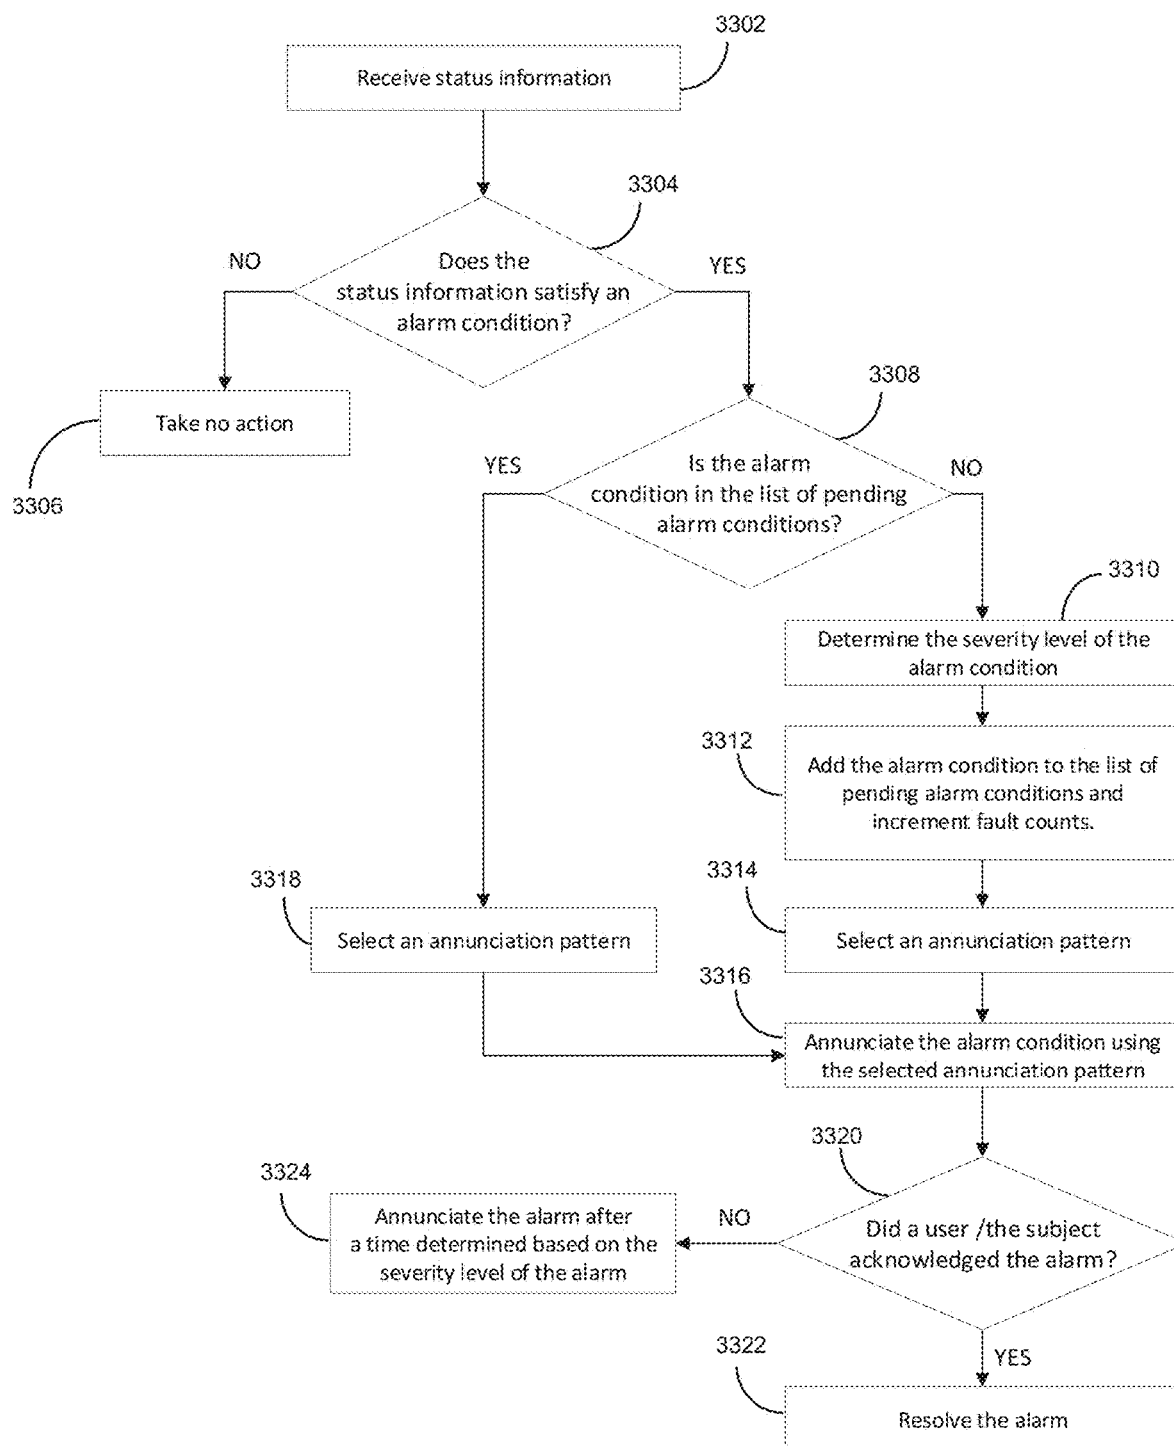 3302
Receive status information
3304
Does the
status information satisfy an
alarm condition?
NO
YES
Take no action
3306
3308
Is the alarm
condition in the list of pending
alarm conditions?
YES
NO
3310
Determine the severity level of the
alarm condition
3312
Add the alarm condition to the list of
pending alarm conditions and
increment fault counts.
3314
Select an annunciation pattern
3318
Select an annunciation pattern
3316
Annunciate the alarm condition using
the selected annunciation pattern
3320
Did a user /the subject
acknowledged the alarm?
NO
3324
Annunciate the alarm after
a time determined based on the
severity level of the alarm
YES
3322
Resolve the alarm